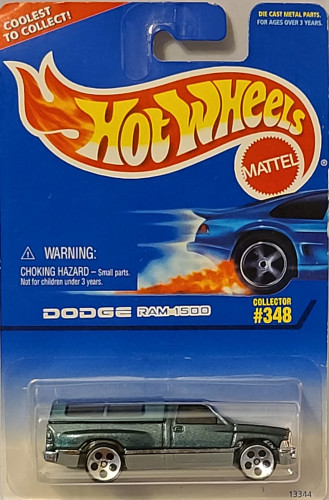 COOLEST
TO COLLECT!
DIE CAST METAL PARTS.
FOR AGES OVER 3 YEARS.
Hot Wheels
MATTEL
WARNING:
CHOKING HAZARD – Small parts.
Not for children under 3 years.
DODGE RAM-1500
COLLECTOR
#348
13344